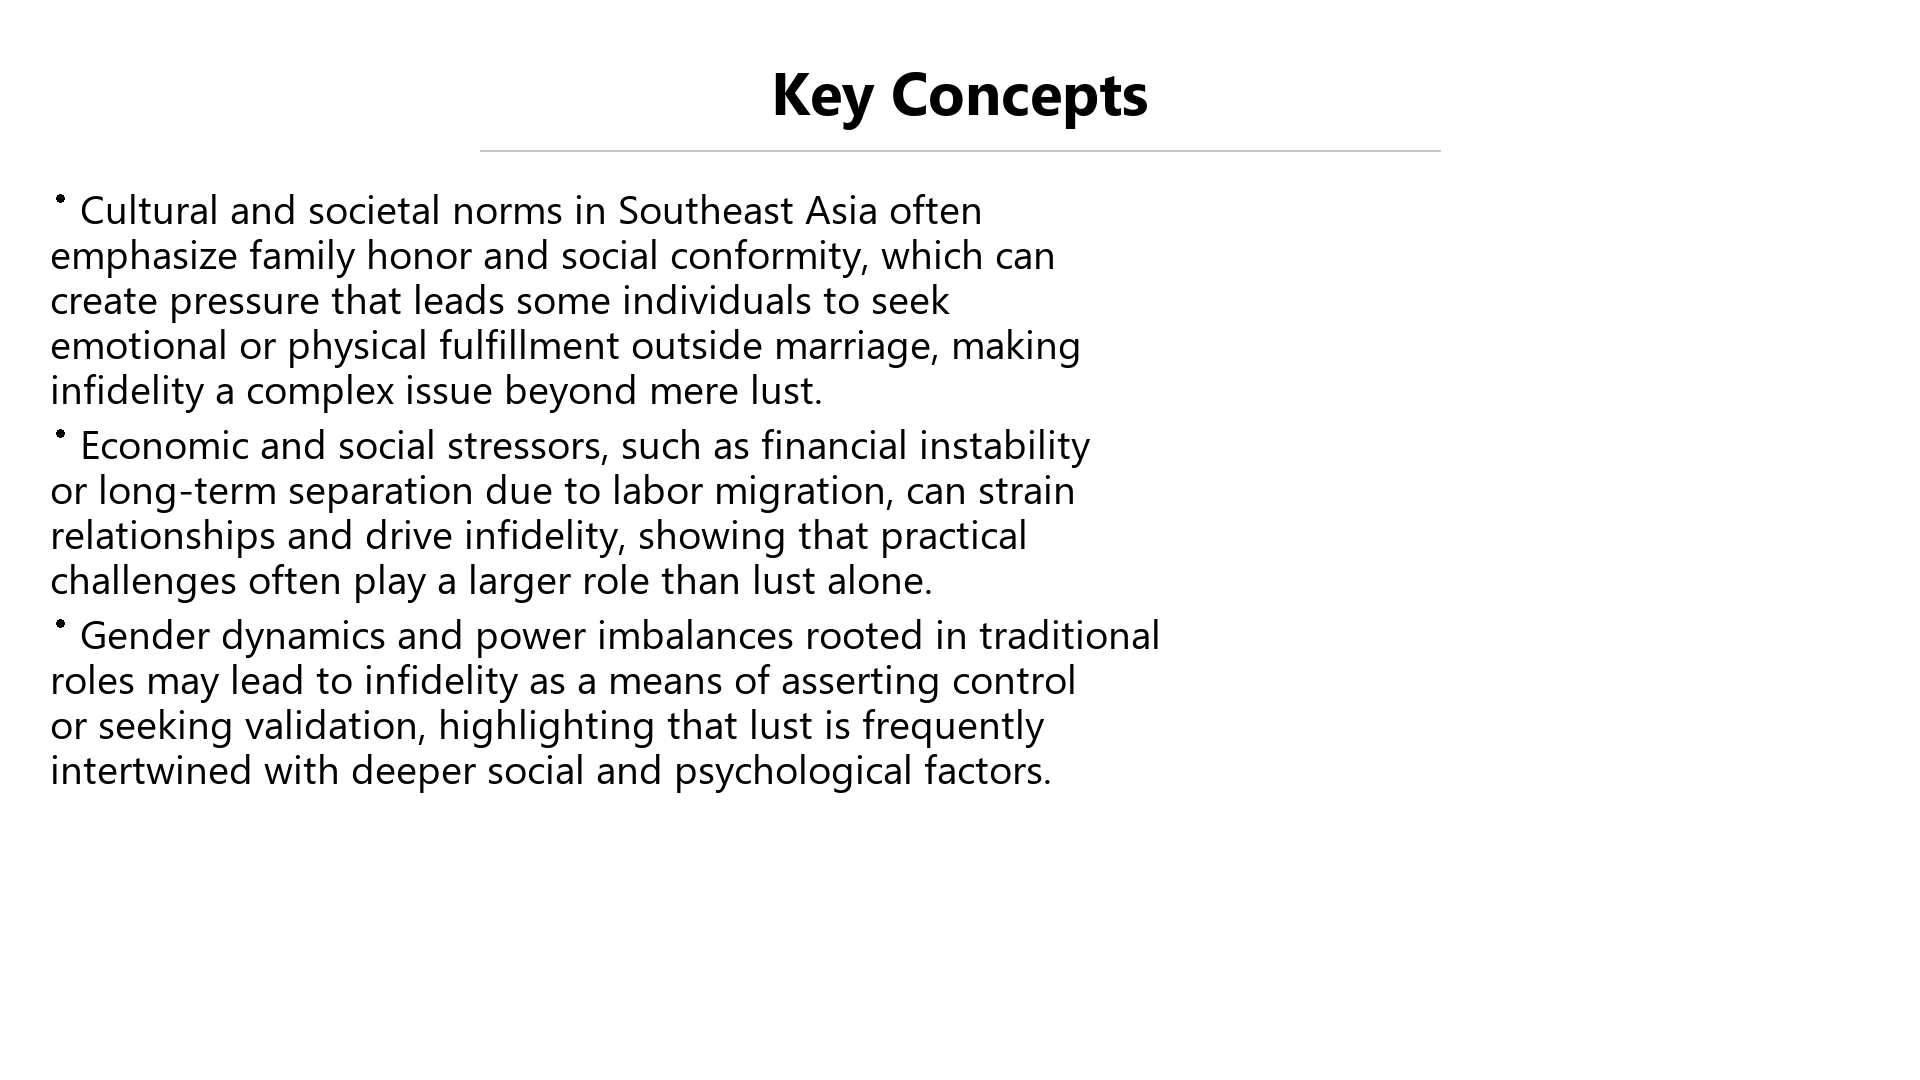 Key Concepts
• Cultural and societal norms in Southeast Asia often
emphasize family honor and social conformity, which can
create pressure that leads some individuals to seek
emotional or physical fulfillment outside marriage, making
infidelity a complex issue beyond mere lust.
• Economic and social stressors, such as financial instability
or long-term separation due to labor migration, can strain
relationships and drive infidelity, showing that practical
challenges often play a larger role than lust alone.
• Gender dynamics and power imbalances rooted in traditional
roles may lead to infidelity as a means of asserting control
or seeking validation, highlighting that lust is frequently
intertwined with deeper social and psychological factors.